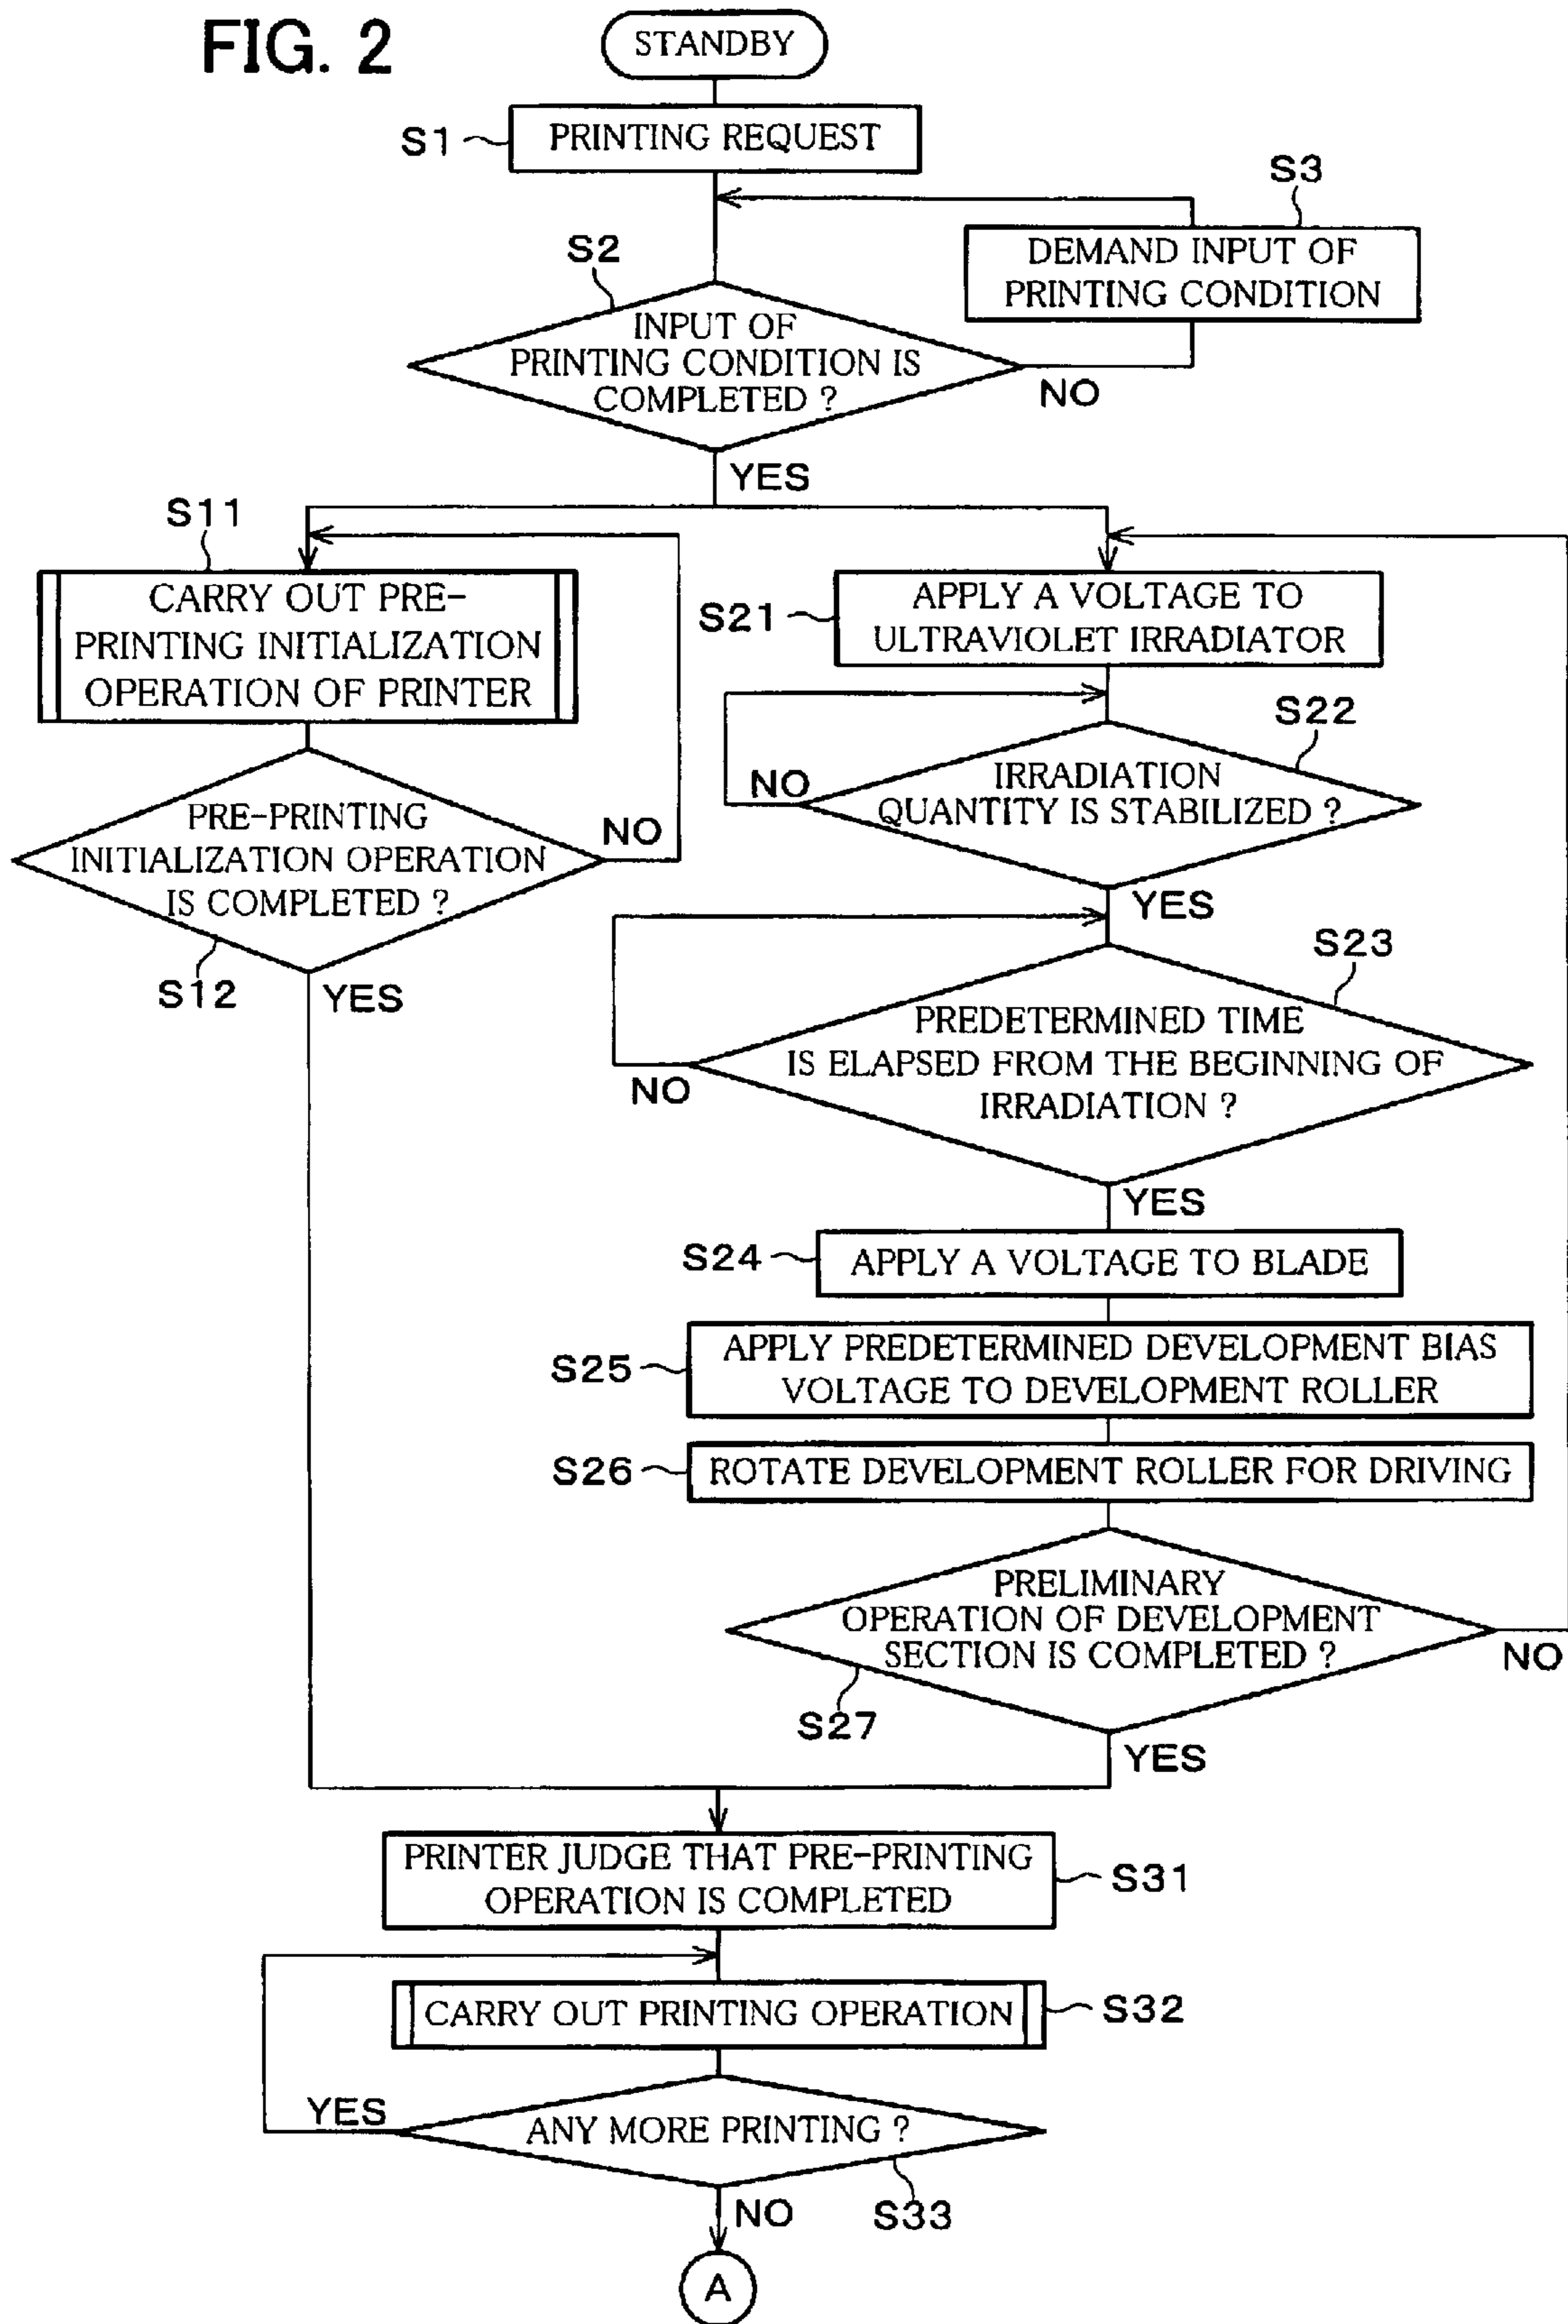 FIG. 2
STANDBY
S1
PRINTING REQUEST
S3
DEMAND INPUT OF
PRINTING CONDITION
S2
INPUT OF
PRINTING CONDITION IS
COMPLETED ?
NO
YES
S11
CARRY OUT PRE-
PRINTING INITIALIZATION
OPERATION OF PRINTER
S21
APPLY A VOLTAGE TO
ULTRAVIOLET IRRADIATOR
S22
IRRADIATION
QUANTITY IS STABILIZED ?
NO
YES
PRE-PRINTING
INITIALIZATION OPERATION
IS COMPLETED ?
NO
S12
YES
S23
PREDETERMINED TIME
IS ELAPSED FROM THE BEGINNING OF
IRRADIATION ?
NO
YES
S24
APPLY A VOLTAGE TO BLADE
S25
APPLY PREDETERMINED DEVELOPMENT BIAS
VOLTAGE TO DEVELOPMENT ROLLER
S26
ROTATE DEVELOPMENT ROLLER FOR DRIVING
PRELIMINARY
OPERATION OF DEVELOPMENT
SECTION IS COMPLETED ?
NO
S27
YES
PRINTER JUDGE THAT PRE-PRINTING
OPERATION IS COMPLETED
S31
CARRY OUT PRINTING OPERATION
S32
YES
ANY MORE PRINTING ?
S33
NO
A